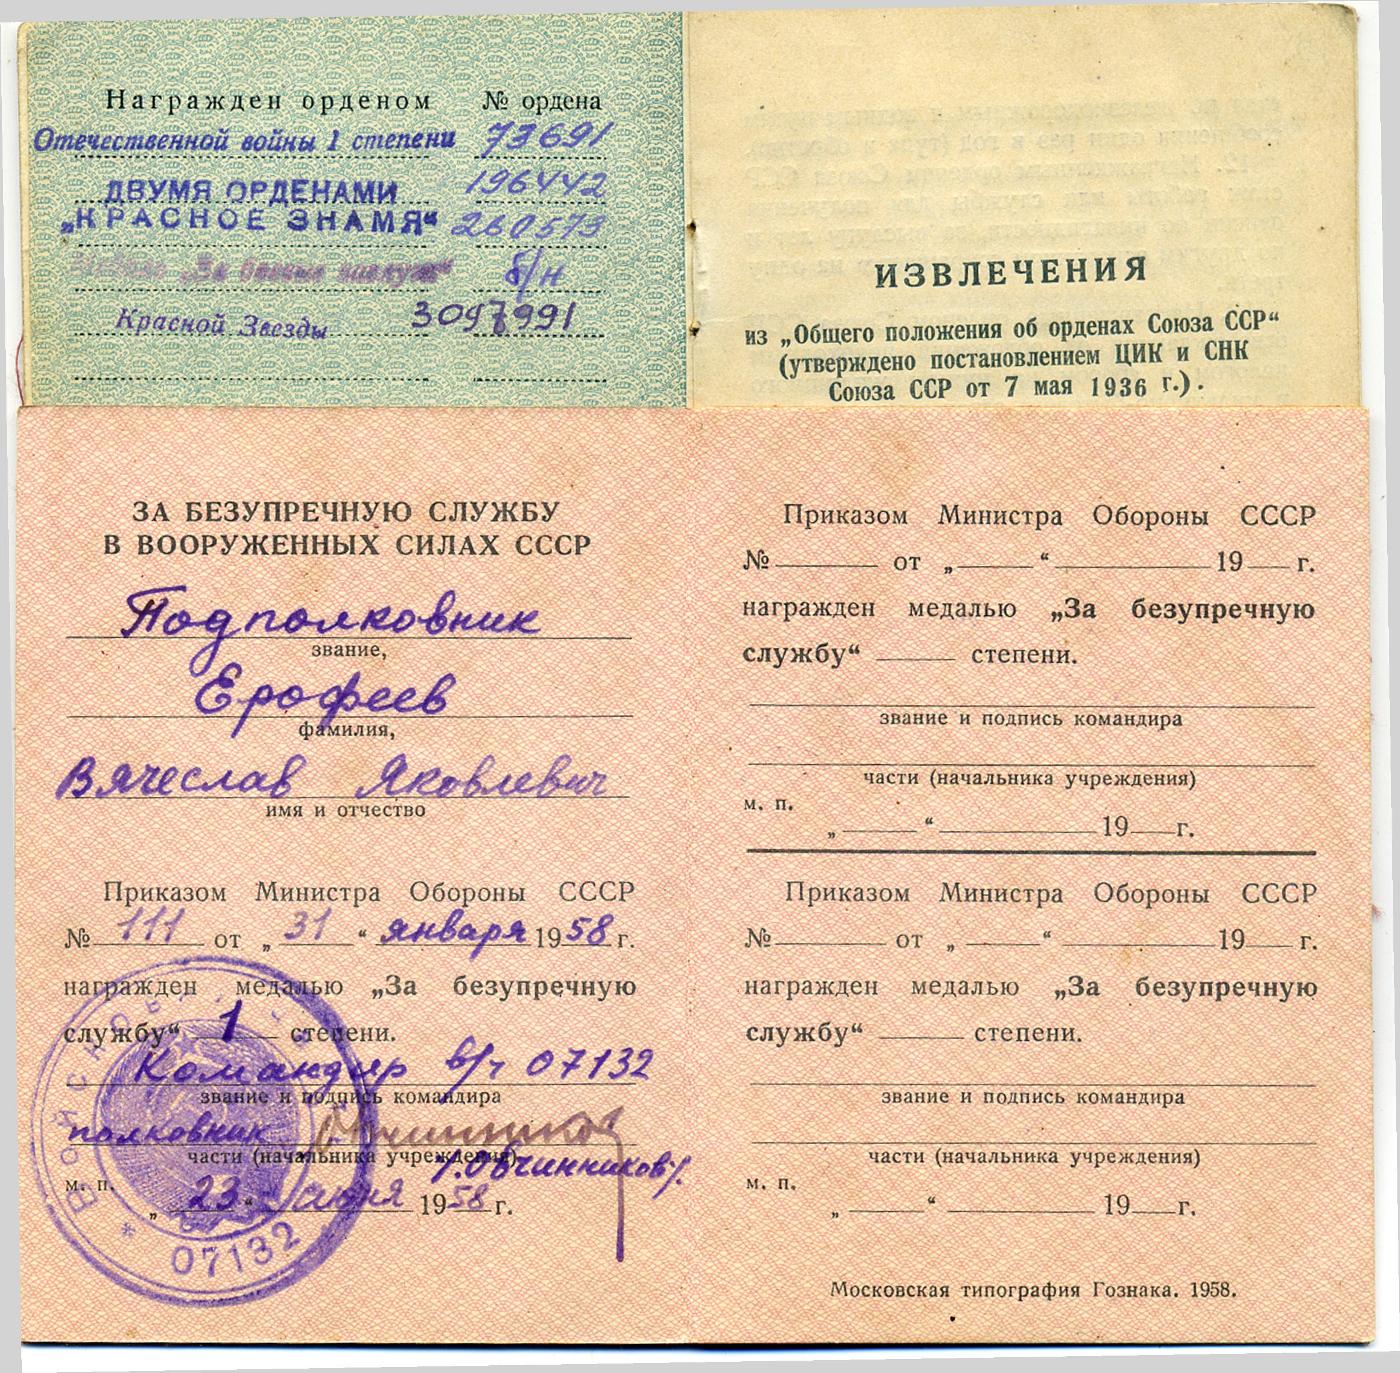 Награжден орденом № ордена
Отечественной войны 1 степени 73691
ДВУМЯ ОРДЕНАМИ 196442
„КРАСНОЕ ЗНАМЯ“ 260573
„За боевые заслуги“ б/н
Красной Звезды 3097991
ИЗВЛЕЧЕНИЯ
из „Общего положения об орденах Союза ССР“
(утверждено постановлением ЦИК и СНК
Союза ССР от 7 мая 1936 г.).
ЗА БЕЗУПРЕЧНУЮ СЛУЖБУ
В ВООРУЖЕННЫХ СИЛАХ СССР
Подполковник
звание,
Ерофеев
фамилия,
Вячеслав Яковлевич
имя и отчество
Приказом Министра Обороны СССР
№ 111 от „ 31 “ января 1958 г.
награжден медалью „За безупречную
службу“ 1 степени.
Командир в/ч 07132
звание и подпись командира
полковник
части (начальника учреждения)
/Овчинников/.
м. п.
„ 23 “ июня 1958 г.
ВОЙСКОВ
* 07132
Приказом Министра Обороны СССР
№ от „ “ 19 г.
награжден медалью „За безупречную
службу“ степени.
звание и подпись командира
части (начальника учреждения)
м. п.
„ “ 19 г.
Приказом Министра Обороны СССР
№ от „ “ 19 г.
награжден медалью „За безупречную
службу“ степени.
звание и подпись командира
части (начальника учреждения)
м. п.
„ “ 19 г.
Московская типография Гознака. 1958.